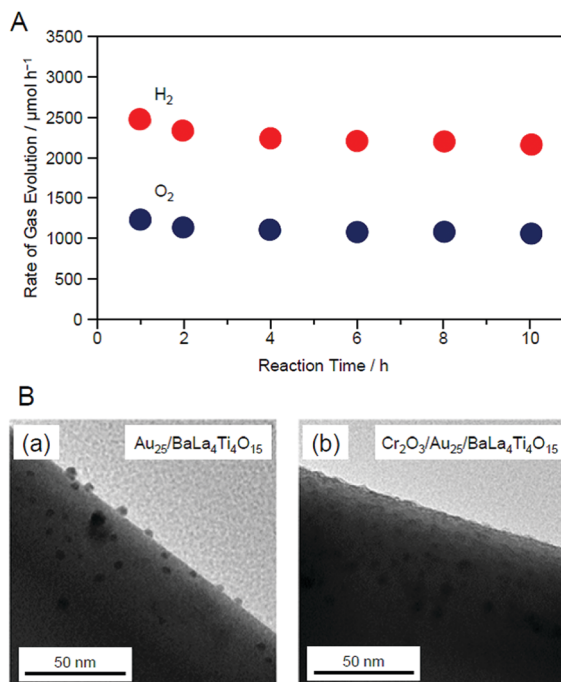 A
Rate of Gas Evolution / µmol h⁻¹
3500
3000
2500
2000
1500
1000
500
0
H₂
O₂
0 2 4 6 8 10
Reaction Time / h
B
(a) Au₂₅/BaLa₄Ti₄O₁₅
50 nm
(b) Cr₂O₃/Au₂₅/BaLa₄Ti₄O₁₅
50 nm